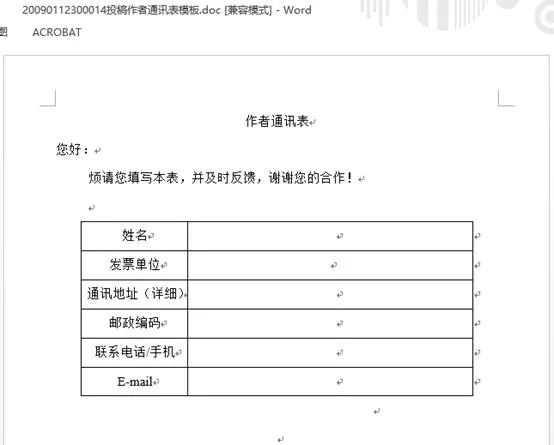 20090112300014投稿作者通讯表模板.doc [兼容模式] - Word
图 ACROBAT
作者通讯表
您好：
烦请您填写本表，并及时反馈，谢谢您的合作！
姓名
发票单位
通讯地址（详细）
邮政编码
联系电话/手机
E-mail